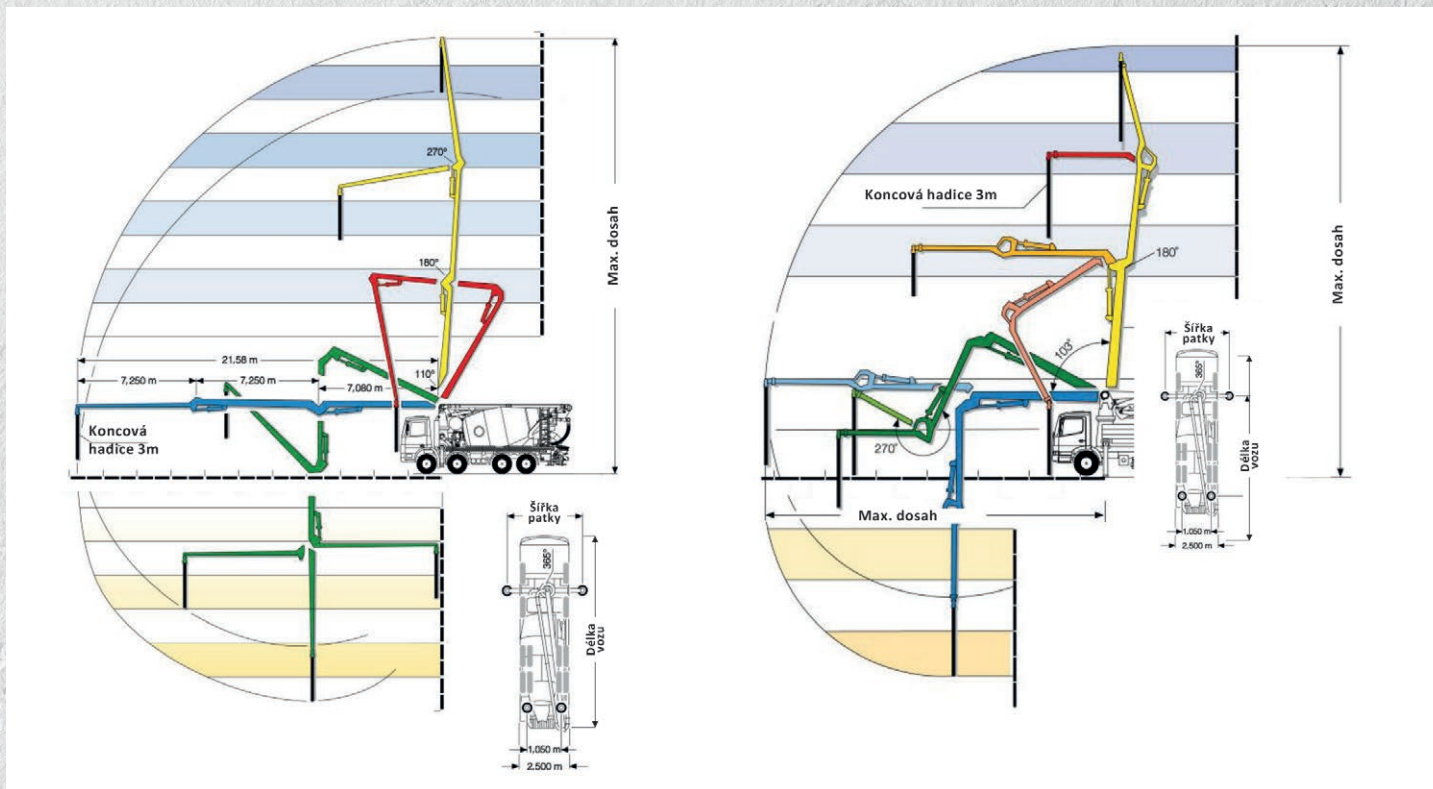 270°
180°
Max. dosah
21.58 m
110°
7,250 m
7,250 m
7,080 m
Koncová
hadice 3m
Šířka
patky
365°
Délka
vozu
1,050 m
2.500 m
Koncová hadice 3m
180°
Max. dosah
103°
270°
Max. dosah
Šířka
patky
365°
Délka
vozu
1,050 m
2.500 m